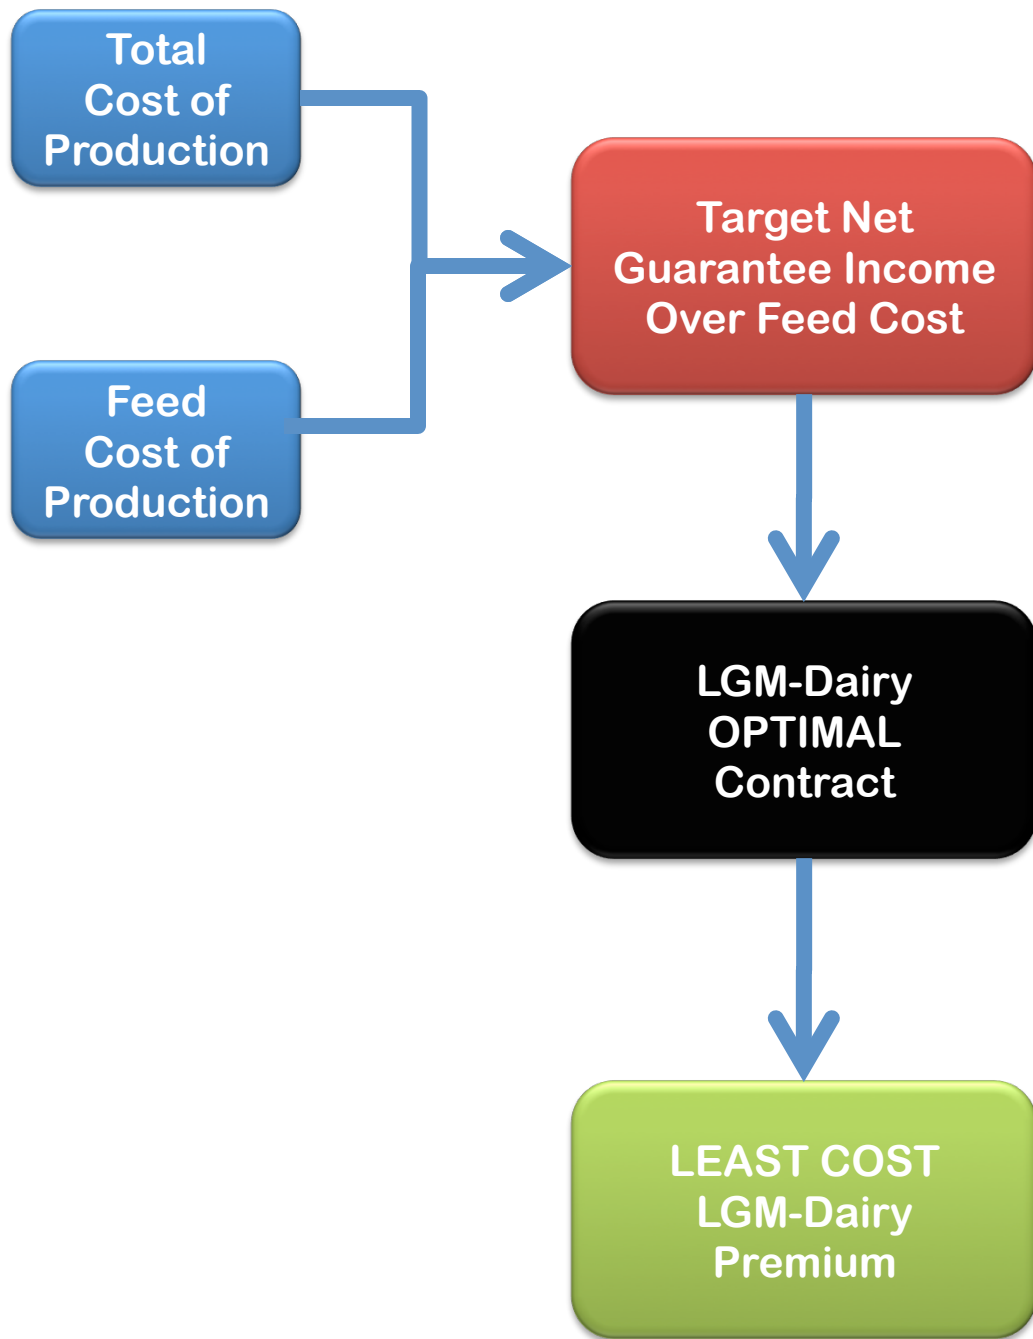 Total
Cost of
Production
Target Net
Guarantee Income
Over Feed Cost
Feed
Cost of
Production
LGM-Dairy
OPTIMAL
Contract
LEAST COST
LGM-Dairy
Premium